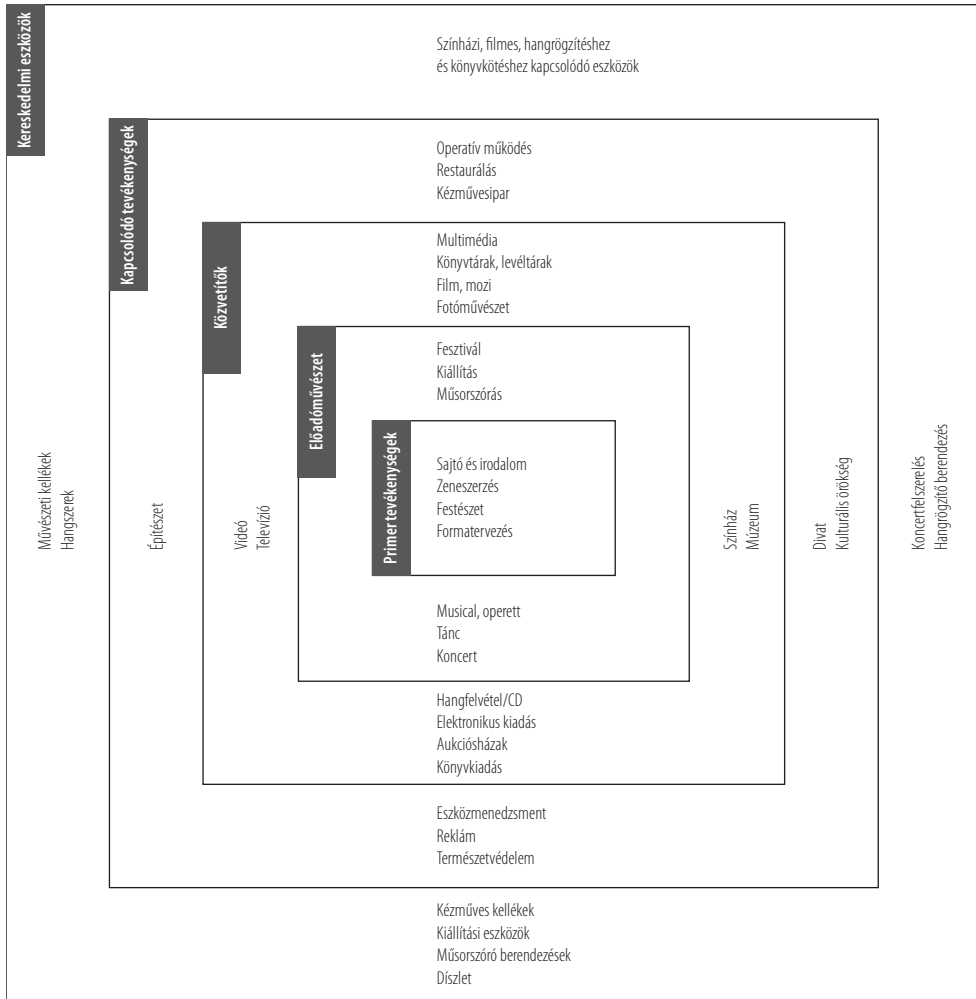 Kereskedelmi eszközök
Színházi, filmes, hangrögzítéshez
és könyvkötéshez kapcsolódó eszközök
Kapcsolódó tevékenységek
Operatív működés
Restaurálás
Kézművesipar
Közvetítők
Multimédia
Könyvtárak, levéltárak
Film, mozi
Fotóművészet
Előadóművészet
Fesztivál
Kiállítás
Műsorszórás
Primer tevékenységek
Sajtó és irodalom
Zeneszerzés
Festészet
Formatervezés
Művészeti kellékek
Hangszerek
Építészet
Videó
Televízió
Színház
Múzeum
Divat
Kulturális örökség
Koncertfelszerelés
Hangrögzítő berendezés
Musical, operett
Tánc
Koncert
Hangfelvétel/CD
Elektronikus kiadás
Aukciósházak
Könyvkiadás
Eszközmenedzsment
Reklám
Természetvédelem
Kézműves kellékek
Kiállítási eszközök
Műsorszóró berendezések
Díszlet